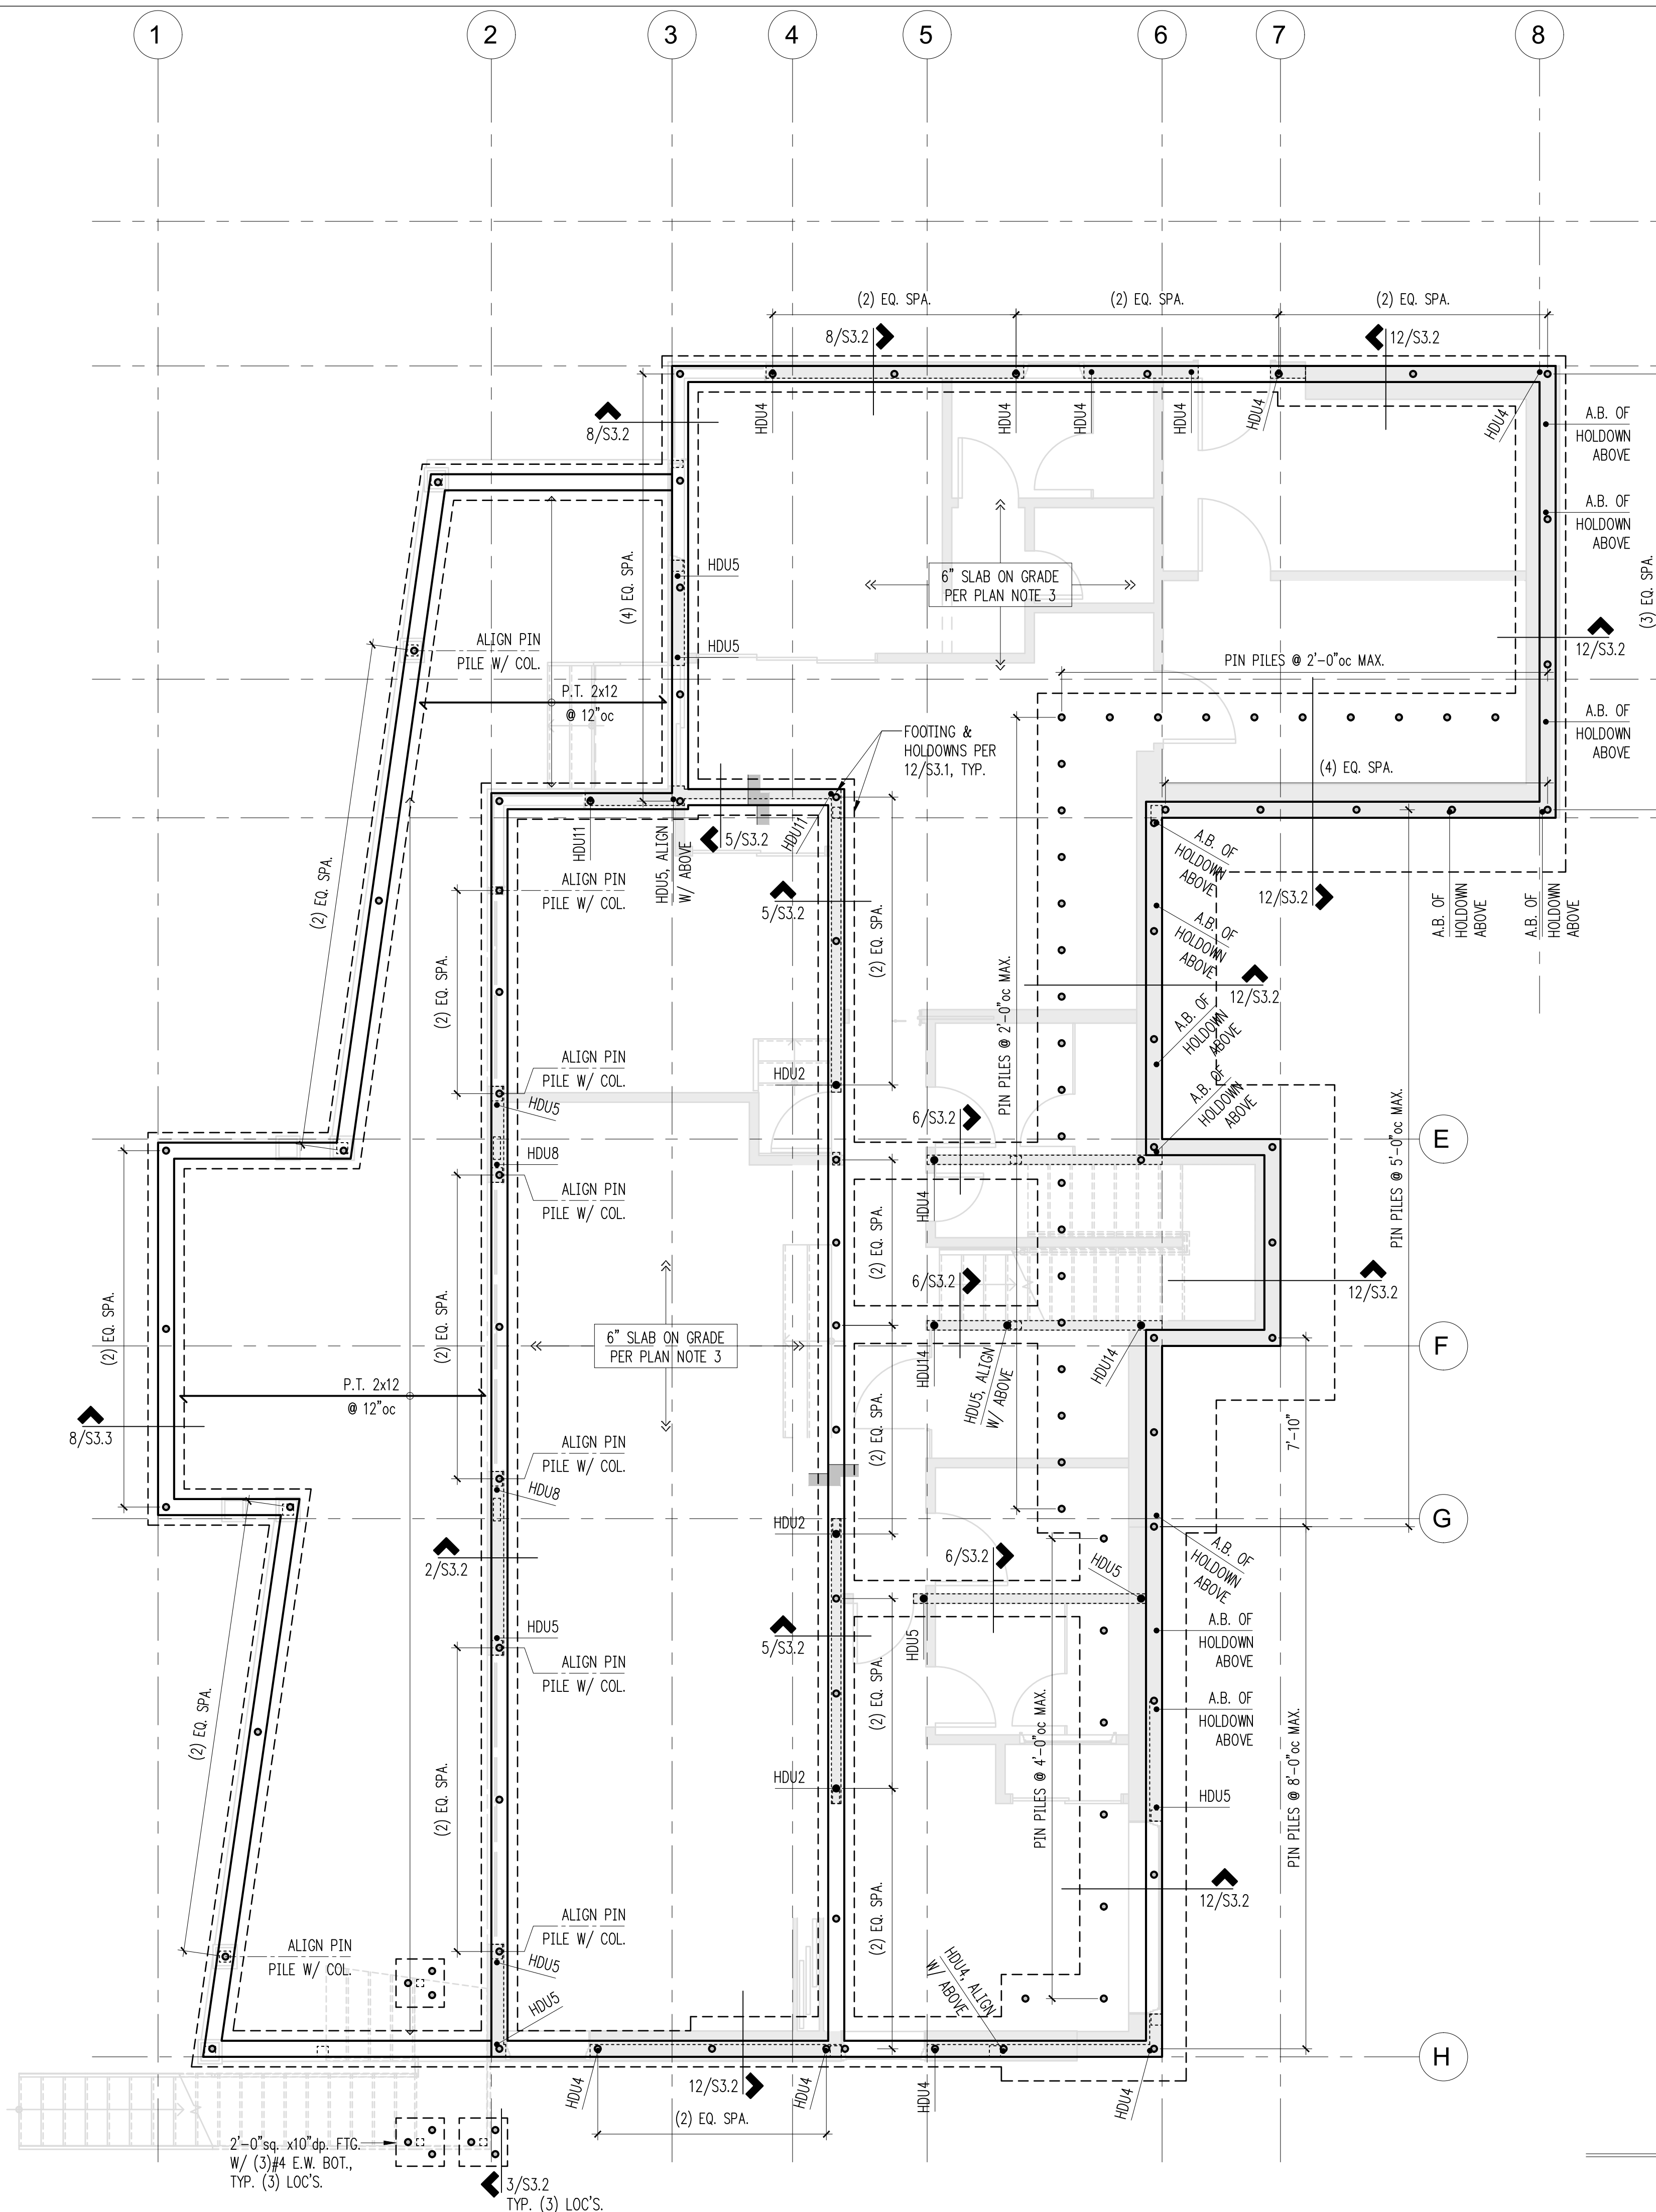 1
2
3
4
5
6
7
8
(2) EQ. SPA.
(2) EQ. SPA.
(2) EQ. SPA.
8/S3.2
12/S3.2
8/S3.2
HDU4
HDU4
HDU4
HDU4
HDU4
HDU4
A.B. OF
HOLDOWN
ABOVE
A.B. OF
HOLDOWN
ABOVE
(4) EQ. SPA.
HDU5
6" SLAB ON GRADE
PER PLAN NOTE 3
(3) EQ. SPA.
ALIGN PIN
PILE W/ COL.
HDU5
12/S3.2
PIN PILES @ 2'-0"oc MAX.
P.T. 2x12
@ 12"oc
FOOTING &
HOLDOWNS PER
12/S3.1, TYP.
A.B. OF
HOLDOWN
ABOVE
(4) EQ. SPA.
HDU11
HDU5, ALIGN
W/ ABOVE
5/S3.2
HDU11
A.B. OF
HOLDOWN
ABOVE
(2) EQ. SPA.
ALIGN PIN
PILE W/ COL.
5/S3.2
12/S3.2
A.B. OF
HOLDOWN
ABOVE
A.B. OF
HOLDOWN
ABOVE
(2) EQ. SPA.
(2) EQ. SPA.
A.B. OF
HOLDOWN
ABOVE
12/S3.2
PIN PILES @ 2'-0"oc MAX.
A.B. OF
HOLDOWN
ABOVE
ALIGN PIN
PILE W/ COL.
HDU2
A.B. OF
HOLDOWN
ABOVE
HDU5
6/S3.2
PIN PILES @ 5'-0"oc MAX.
E
HDU8
ALIGN PIN
PILE W/ COL.
HDU4
(2) EQ. SPA.
(2) EQ. SPA.
(2) EQ. SPA.
6/S3.2
12/S3.2
6" SLAB ON GRADE
PER PLAN NOTE 3
F
HDU14
HDU5, ALIGN
W/ ABOVE
HDU14
P.T. 2x12
@ 12"oc
8/S3.3
(2) EQ. SPA.
7'-10"
ALIGN PIN
PILE W/ COL.
HDU8
G
HDU2
2/S3.2
6/S3.2
HDU5
A.B. OF
HOLDOWN
ABOVE
HDU5
5/S3.2
HDU5
A.B. OF
HOLDOWN
ABOVE
ALIGN PIN
PILE W/ COL.
(2) EQ. SPA.
(2) EQ. SPA.
A.B. OF
HOLDOWN
ABOVE
PIN PILES @ 4'-0"oc MAX.
PIN PILES @ 8'-0"oc MAX.
(2) EQ. SPA.
HDU2
HDU5
12/S3.2
ALIGN PIN
PILE W/ COL.
(2) EQ. SPA.
ALIGN PIN
PILE W/ COL.
HDU5
HDU4, ALIGN
W/ ABOVE
HDU5
H
HDU4
12/S3.2
HDU4
HDU4
HDU4
(2) EQ. SPA.
2'-0"sq. x10"dp. FTG.
W/ (3)#4 E.W. BOT.,
TYP. (3) LOC'S.
3/S3.2
TYP. (3) LOC'S.